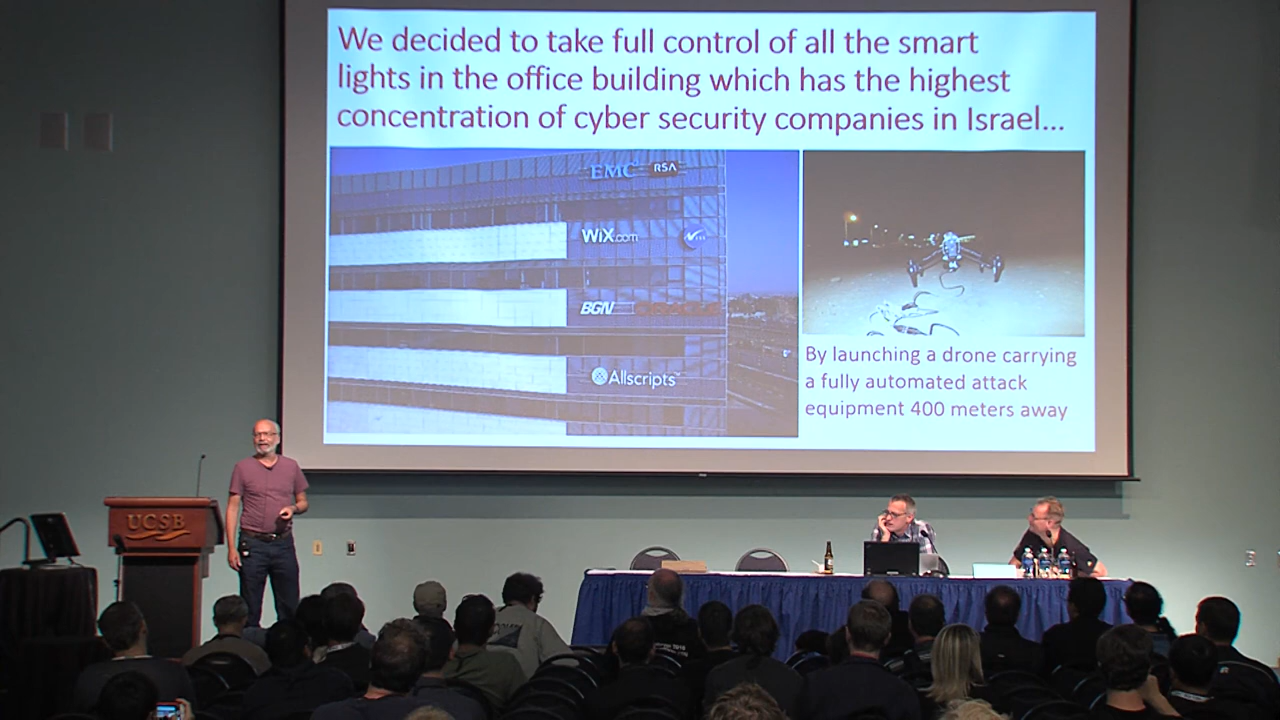 We decided to take full control of all the smart
lights in the office building which has the highest
concentration of cyber security companies in Israel...
EMC RSA
WiX.com
BGN
Allscripts
By launching a drone carrying
a fully automated attack
equipment 400 meters away
UCSB